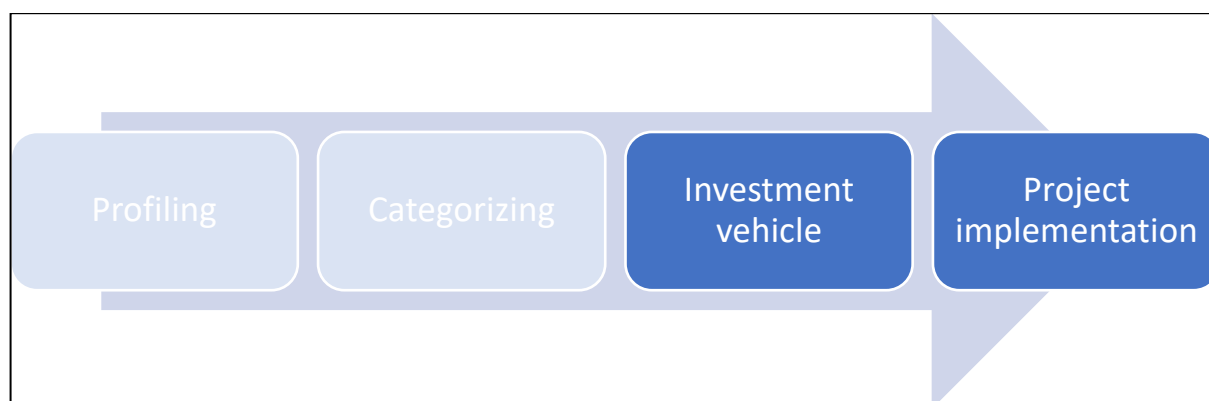 Profiling
Categorizing
Investment
vehicle
Project
implementation